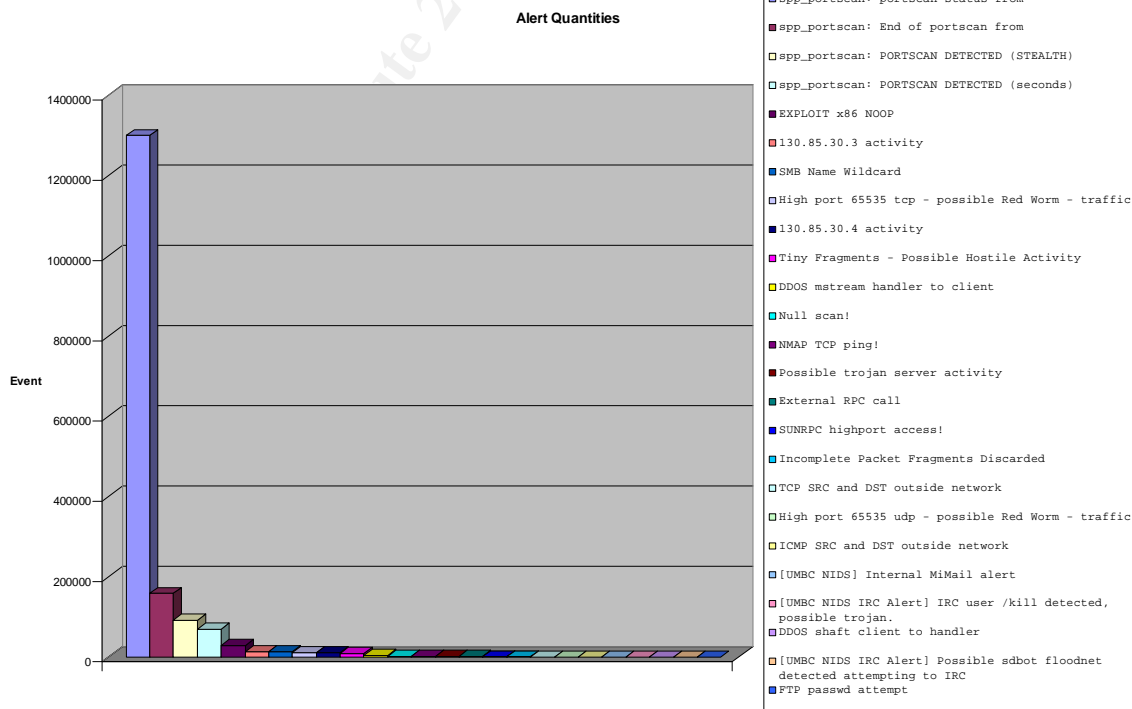 Alert Quantities
1400000
1200000
1000000
800000
600000
400000
200000
0
Event
spp_portscan: portscan status from
spp_portscan: End of portscan from
spp_portscan: PORTSCAN DETECTED (STEALTH)
spp_portscan: PORTSCAN DETECTED (seconds)
EXPLOIT x86 NOOP
130.85.30.3 activity
SMB Name Wildcard
High port 65535 tcp - possible Red Worm - traffic
130.85.30.4 activity
Tiny Fragments - Possible Hostile Activity
DDOS mstream handler to client
Null scan!
NMAP TCP ping!
Possible trojan server activity
External RPC call
SUNRPC highport access!
Incomplete Packet Fragments Discarded
TCP SRC and DST outside network
High port 65535 udp - possible Red Worm - traffic
ICMP SRC and DST outside network
[UMBC NIDS] Internal MiMail alert
[UMBC NIDS IRC Alert] IRC user /kill detected,
possible trojan.
DDOS shaft client to handler
[UMBC NIDS IRC Alert] Possible sdbot floodnet
detected attempting to IRC
FTP passwd attempt